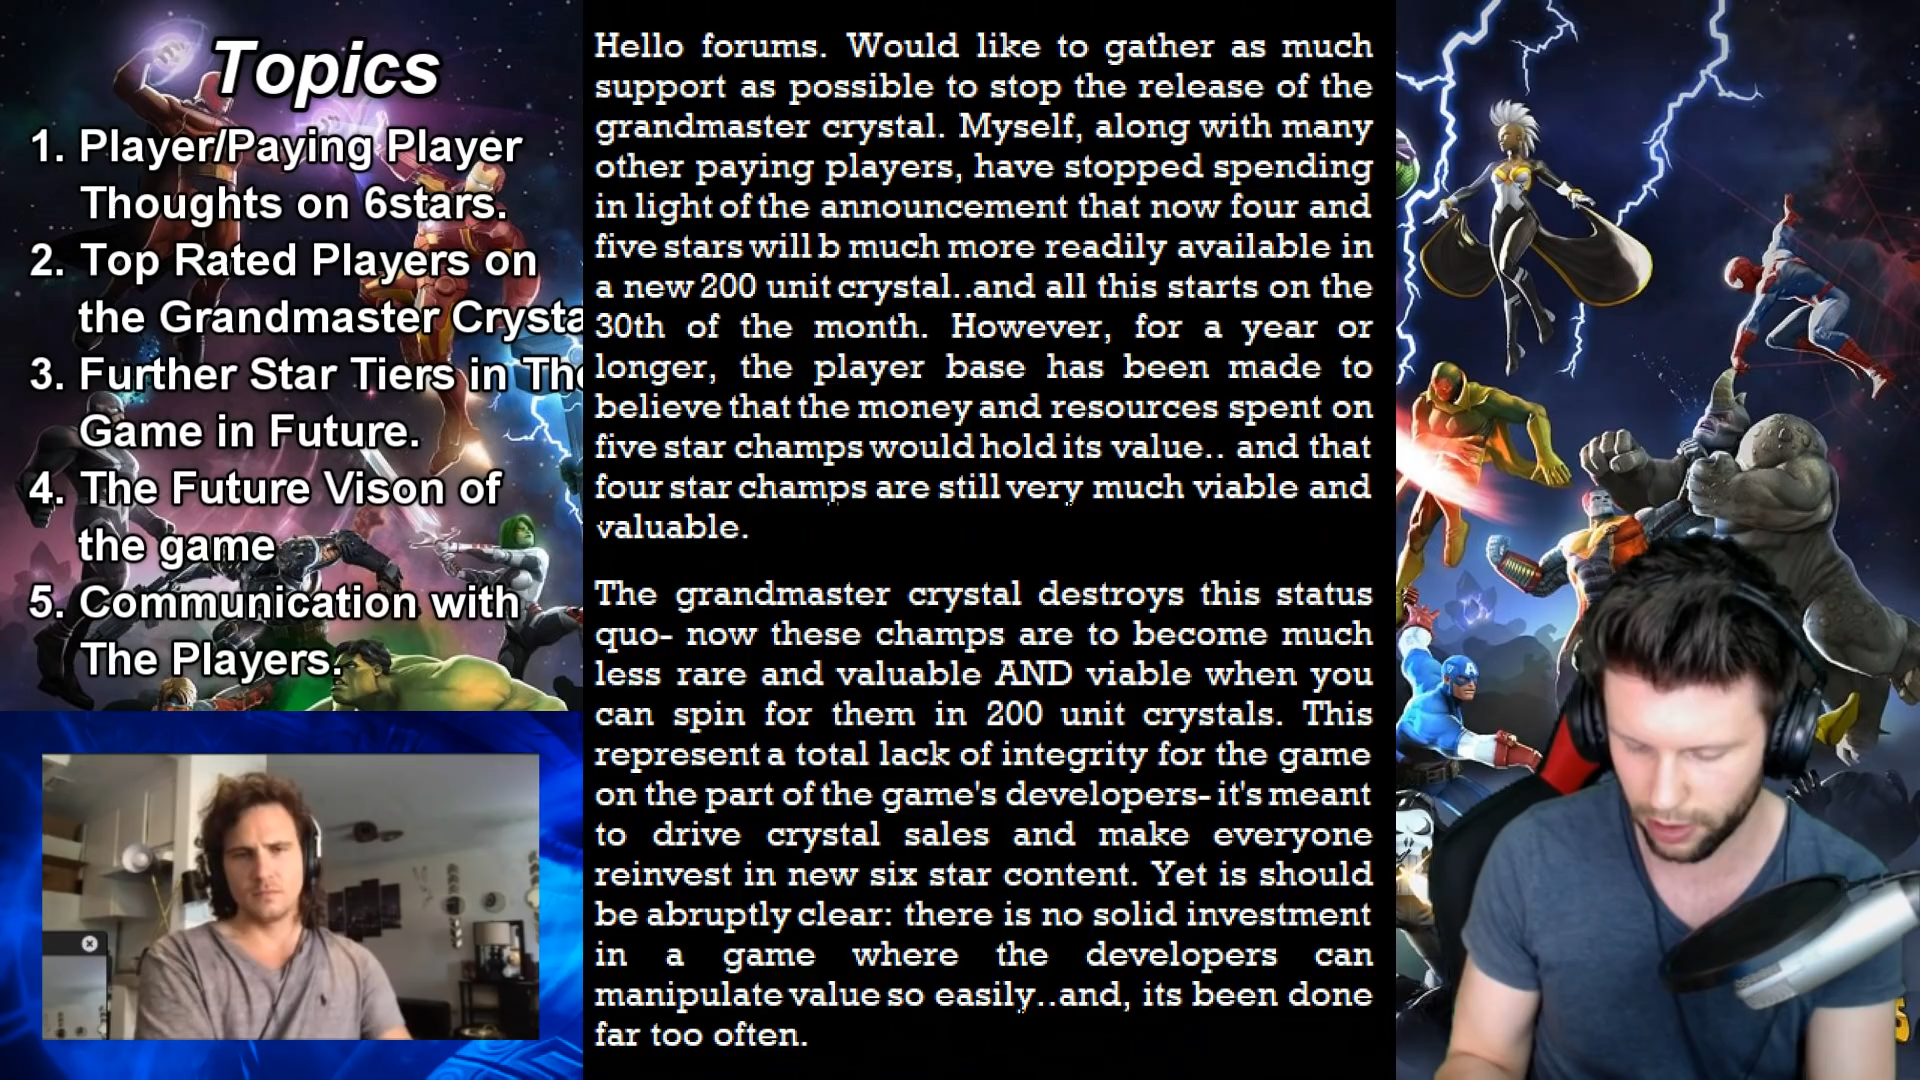 Topics
1. Player/Paying Player
Thoughts on 6stars.
2. Top Rated Players on
the Grandmaster Crysta
3. Further Star Tiers in The
Game in Future.
4. The Future Vison of
the game
5. Communication with
The Players.
Hello forums. Would like to gather as much
support as possible to stop the release of the
grandmaster crystal. Myself, along with many
other paying players, have stopped spending
in light of the announcement that now four and
five stars will b much more readily available in
a new 200 unit crystal..and all this starts on the
30th of the month. However, for a year or
longer, the player base has been made to
believe that the money and resources spent on
five star champs would hold its value.. and that
four star champs are still very much viable and
valuable.
The grandmaster crystal destroys this status
quo- now these champs are to become much
less rare and valuable AND viable when you
can spin for them in 200 unit crystals. This
represent a total lack of integrity for the game
on the part of the game's developers- it's meant
to drive crystal sales and make everyone
reinvest in new six star content. Yet is should
be abruptly clear: there is no solid investment
in a game where the developers can
manipulate value so easily..and, its been done
far too often.